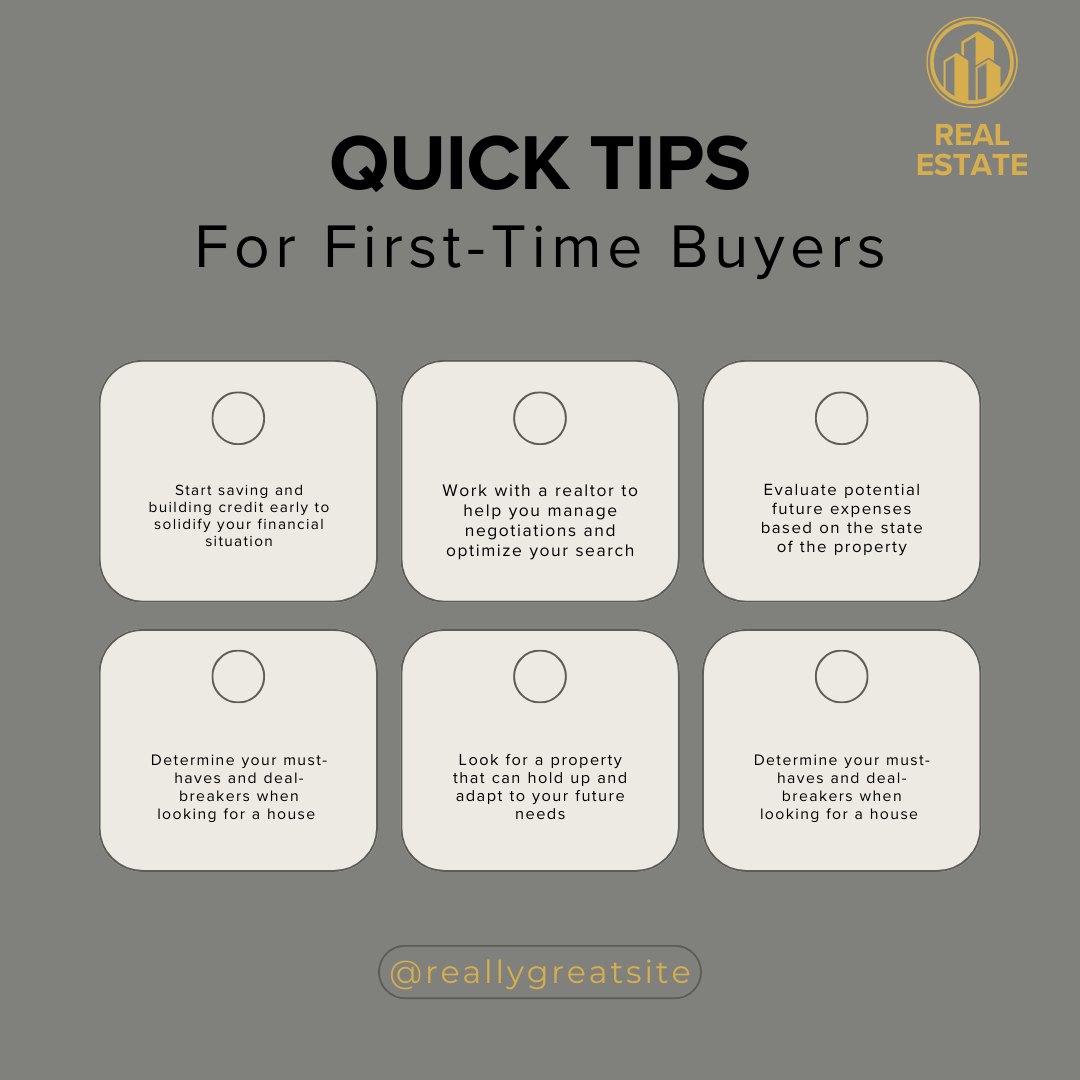 REAL
ESTATE
QUICK TIPS
For First-Time Buyers
Start saving and
building credit early to
solidify your financial
situation
Work with a realtor to
help you manage
negotiations and
optimize your search
Evaluate potential
future expenses
based on the state
of the property
Determine your must-
haves and deal-
breakers when
looking for a house
Look for a property
that can hold up and
adapt to your future
needs
Determine your must-
haves and deal-
breakers when
looking for a house
@reallygreatsite